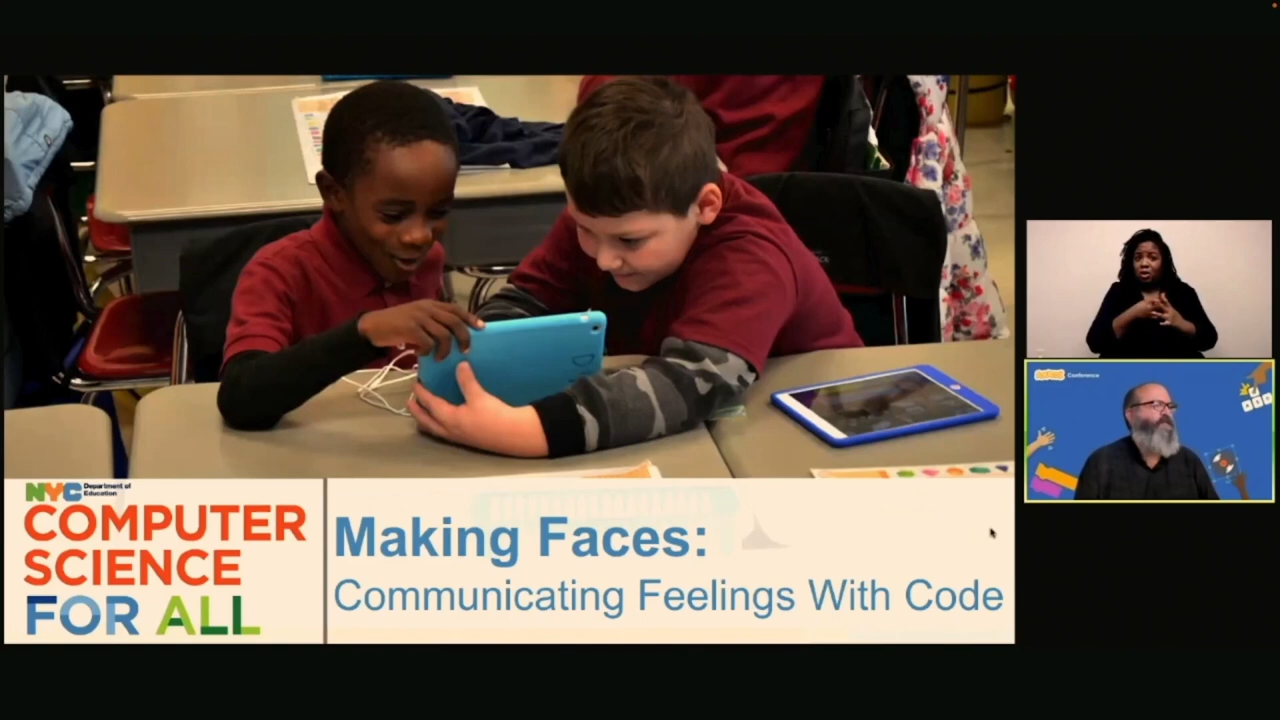 NYC Department of
Education
COMPUTER
SCIENCE
FOR ALL
Making Faces:
Communicating Feelings With Code
Conference